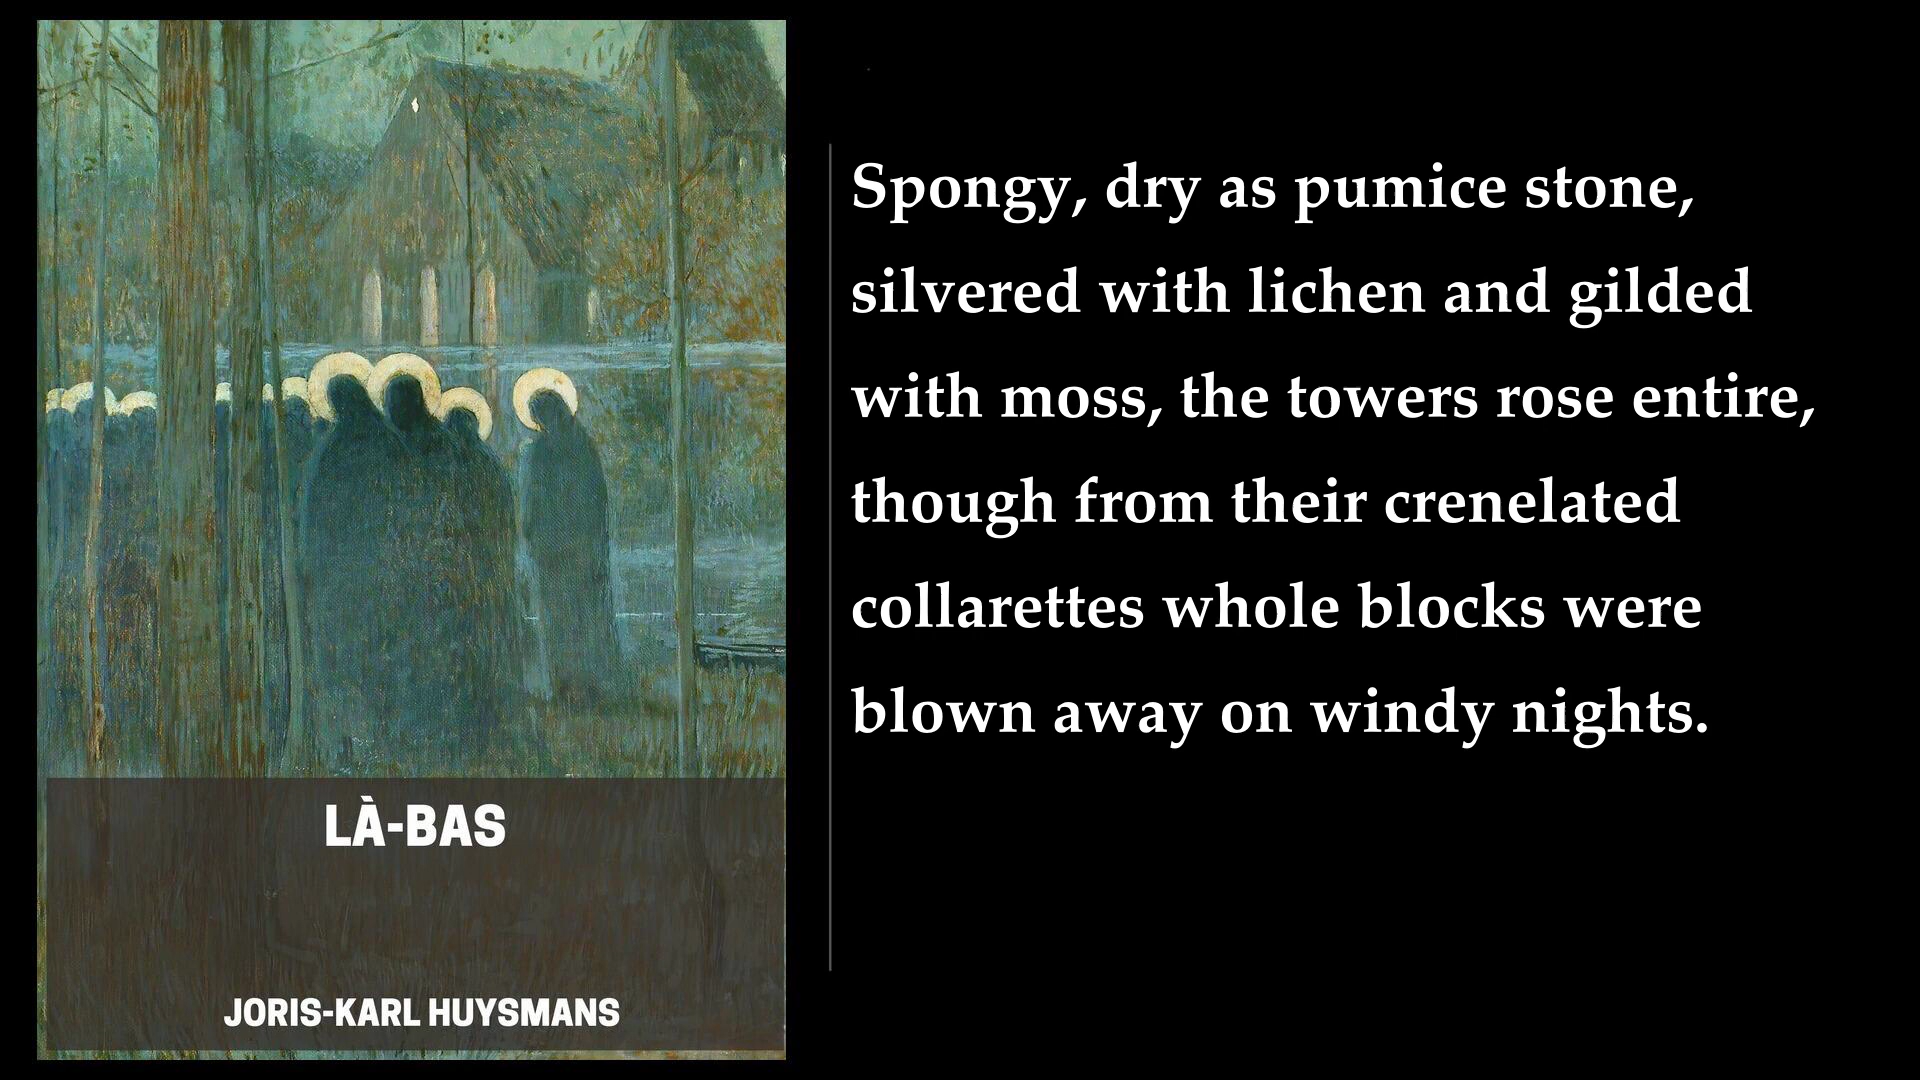 LÀ-BAS
JORIS-KARL HUYSMANS
Spongy, dry as pumice stone,
silvered with lichen and gilded
with moss, the towers rose entire,
though from their crenelated
collarettes whole blocks were
blown away on windy nights.